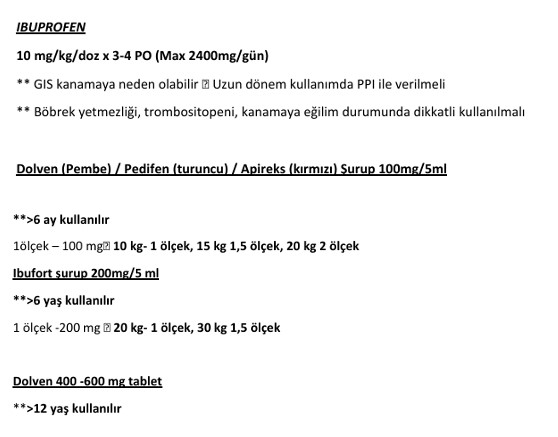 IBUPROFEN
10 mg/kg/doz x 3-4 PO (Max 2400mg/gün)
** GIS kanamaya neden olabilir ⍰ Uzun dönem kullanımda PPI ile verilmeli
** Böbrek yetmezliği, trombositopeni, kanamaya eğilim durumunda dikkatli kullanılmalı
Dolven (Pembe) / Pedifen (turuncu) / Apireks (kırmızı) Şurup 100mg/5ml
**>6 ay kullanılır
1ölçek – 100 mg⍰ 10 kg- 1 ölçek, 15 kg 1,5 ölçek, 20 kg 2 ölçek
Ibufort şurup 200mg/5 ml
**>6 yaş kullanılır
1 ölçek -200 mg ⍰ 20 kg- 1 ölçek, 30 kg 1,5 ölçek
Dolven 400 -600 mg tablet
**>12 yaş kullanılır